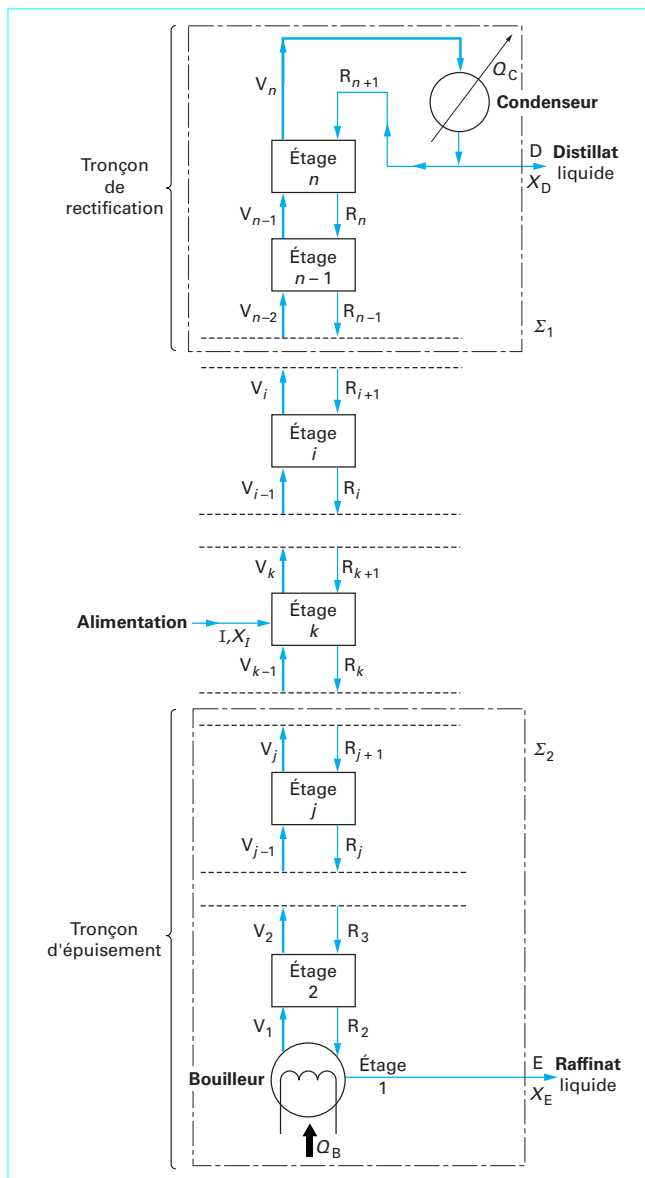 Q_C
V_n
R_{n+1}
Condenseur
Tronçon
de
rectification
Étage
n
D Distillat
X_D liquide
V_{n–1}
R_n
Étage
n – 1
V_{n–2}
R_{n–1}
Σ_1
V_i
R_{i+1}
Étage
i
V_{i–1}
R_i
V_k
R_{k+1}
Alimentation
I,X_I
Étage
k
V_{k–1}
R_k
V_j
R_{j+1}
Σ_2
Étage
j
V_{j–1}
R_j
Tronçon
d'épuisement
V_2
R_3
Étage
2
V_1
R_2
Bouilleur
Étage
1
E Raffinat
X_E liquide
Q_B